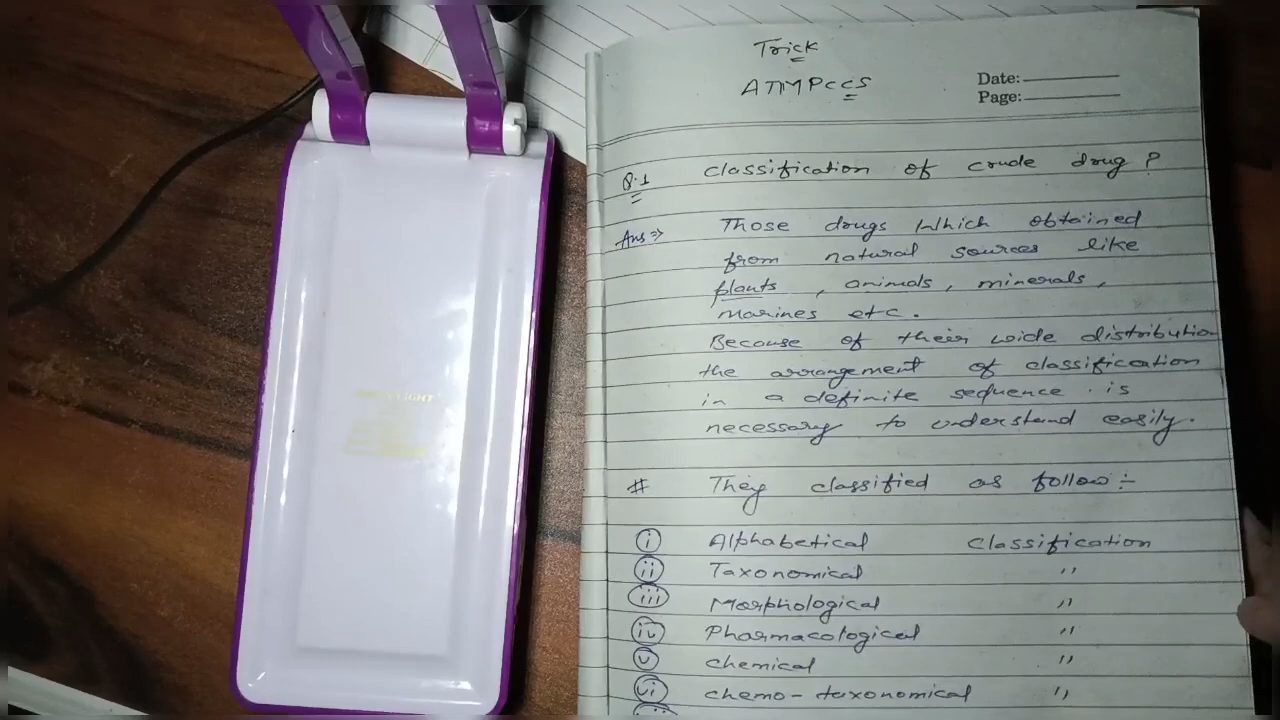 Trick
ATMPCCS
Date:
Page:
Q.1 Classification of crude drug ?
Ans => Those drugs which obtained
from natural sources like
plants , animals , minerals ,
marines etc .
Because of their wide distribution
the arrangement of classification
in a definite sequence . is
necessary to understand easily .
# They classified as follow :-
(i) Alphabetical Classification
(ii) Taxonomical "
(iii) Morphological "
(iv) Pharmacological "
(v) chemical "
(vi) chemo - taxonomical "
LIGHT